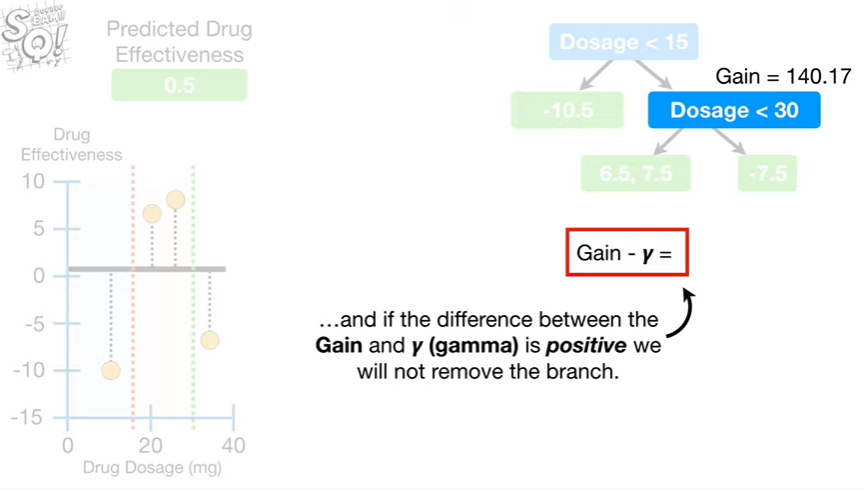 SQ!
Predicted Drug
Effectiveness
0.5
Dosage < 15
Gain = 140.17
-10.5
Dosage < 30
6.5, 7.5
-7.5
Drug
Effectiveness
10
5
0
-5
-10
-15
0
20
40
Drug Dosage (mg)
Gain - γ =
…and if the difference between the
Gain and γ (gamma) is positive we
will not remove the branch.